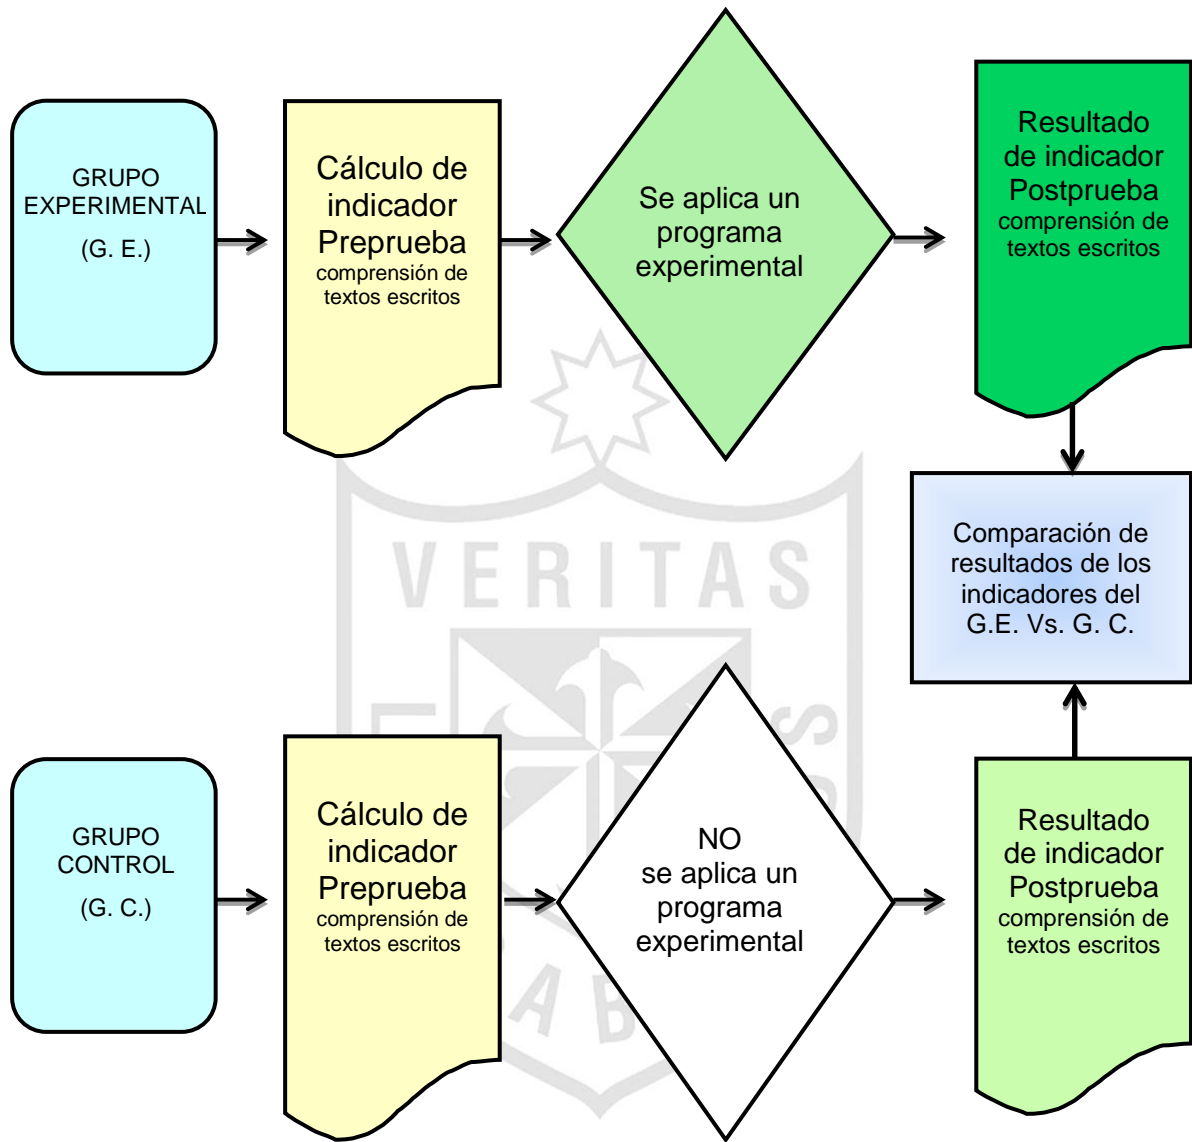 GRUPO
EXPERIMENTAL
(G. E.)
Cálculo de
indicador
Preprueba
comprensión de
textos escritos
Se aplica un
programa
experimental
Resultado
de indicador
Postprueba
comprensión de
textos escritos
Comparación de
resultados de los
indicadores del
G.E. Vs. G. C.
GRUPO
CONTROL
(G. C.)
Cálculo de
indicador
Preprueba
comprensión de
textos escritos
NO
se aplica un
programa
experimental
Resultado
de indicador
Postprueba
comprensión de
textos escritos
VERITAS